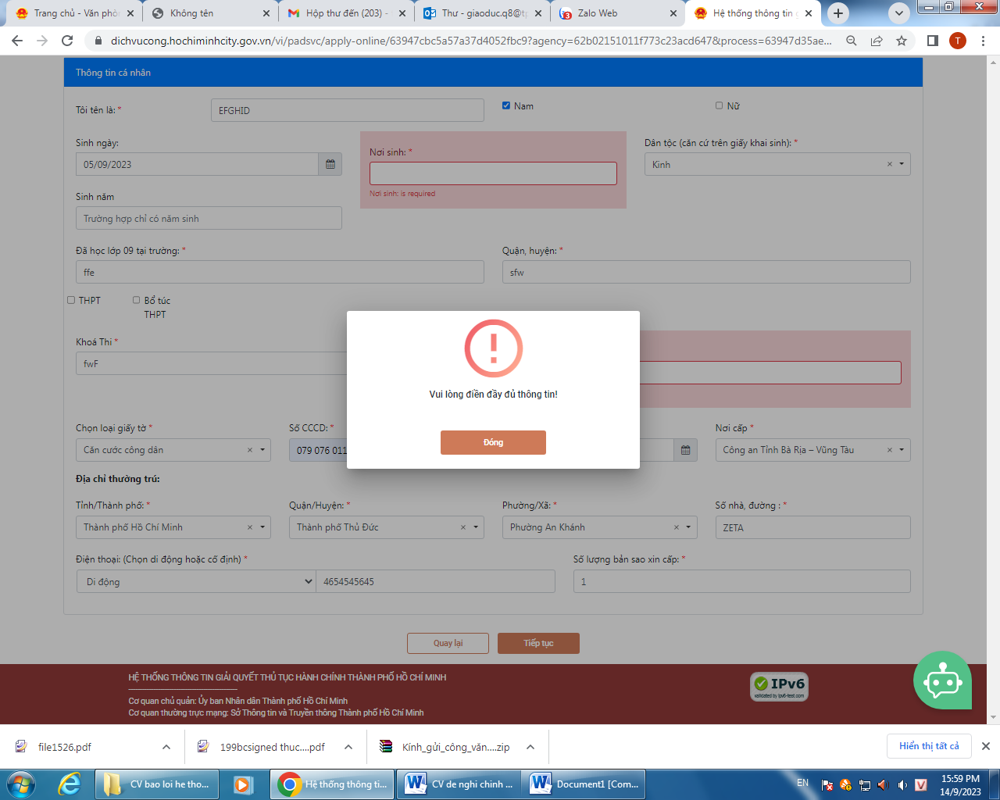 Trang chủ - Văn phòn
Không tên
Hộp thư đến (203) -
Thư - giaoduc.q8@tp
Zalo Web
Hệ thống thông tin g
dichvucong.hochiminhcity.gov.vn/vi/padsvc/apply-online/63947cbc5a57a37d4052fbc9?agency=62b02151011f773c23acd647&process=63947d35ae...
T
Thông tin cá nhân
Tôi tên là: *
EFGHID
Nam
Nữ
Sinh ngày:
05/09/2023
Nơi sinh: *
Nơi sinh: is required
Dân tộc (căn cứ trên giấy khai sinh): *
Kinh
Sinh năm
Trường hợp chỉ có năm sinh
Đã học lớp 09 tại trường: *
ffe
Quận, huyện: *
sfw
THPT
Bổ túc
THPT
Khoá Thi *
fwF
Vui lòng điền đầy đủ thông tin!
Đóng
Chọn loại giấy tờ *
Căn cước công dân
Số CCCD: *
079 076 011
Nơi cấp *
Công an Tỉnh Bà Rịa – Vũng Tàu
Địa chỉ thường trú:
Tỉnh/Thành phố: *
Thành phố Hồ Chí Minh
Quận/Huyện: *
Thành phố Thủ Đức
Phường/Xã: *
Phường An Khánh
Số nhà, đường : *
ZETA
Điện thoại: (Chọn di động hoặc cố định) *
Di động
4654545645
Số lượng bản sao xin cấp: *
1
Quay lại
Tiếp tục
HỆ THỐNG THÔNG TIN GIẢI QUYẾT THỦ TỤC HÀNH CHÍNH THÀNH PHỐ HỒ CHÍ MINH
Cơ quan chủ quản: Ủy ban Nhân dân Thành phố Hồ Chí Minh
Cơ quan thường trực mạng: Sở Thông tin và Truyền thông Thành phố Hồ Chí Minh
IPv6
validated by ipv6-test.com
file1526.pdf
199bcsigned thuc....pdf
Kính_gửi_công_văn....zip
Hiển thị tất cả
CV bao loi he tho...
Hệ thống thông ti...
CV de nghi chinh ...
Document1 [Com...
EN
V
15:59 PM
14/9/2023